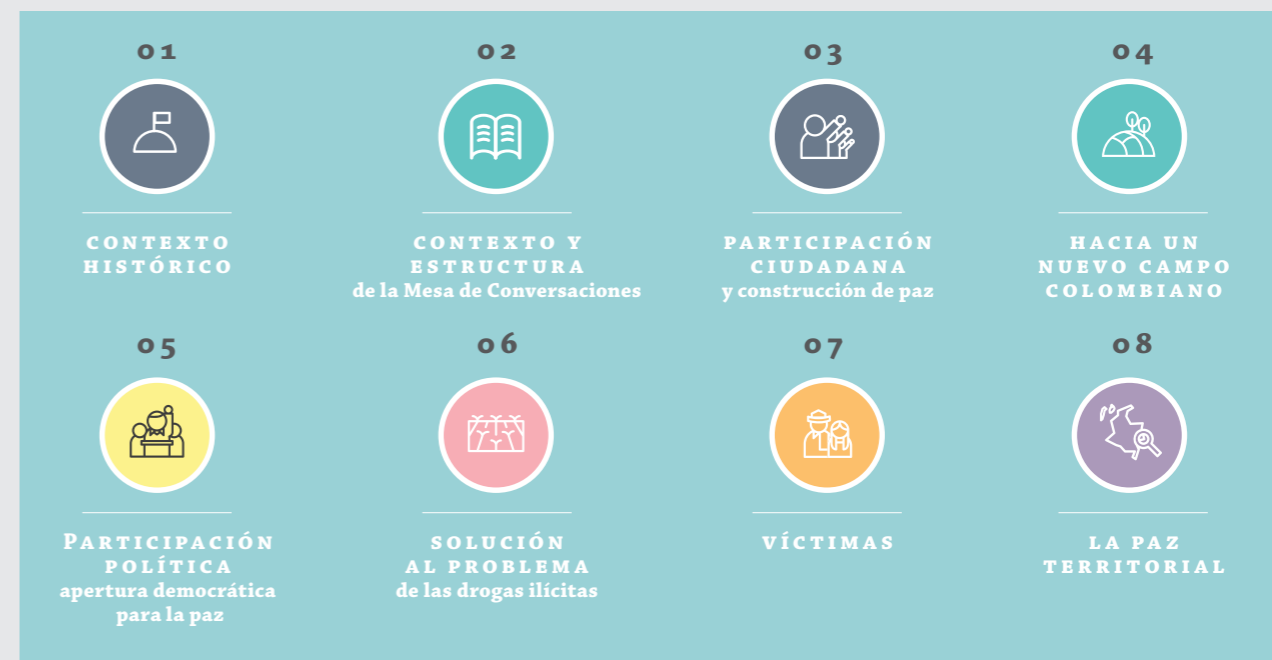 01
CONTEXTO
HISTÓRICO
02
CONTEXTO Y
ESTRUCTURA
de la Mesa de Conversaciones
03
PARTICIPACIÓN
CIUDADANA
y construcción de paz
04
HACIA UN
NUEVO CAMPO
COLOMBIANO
05
PARTICIPACIÓN
POLÍTICA
apertura democrática
para la paz
06
SOLUCIÓN
AL PROBLEMA
de las drogas ilícitas
07
VÍCTIMAS
08
LA PAZ
TERRITORIAL